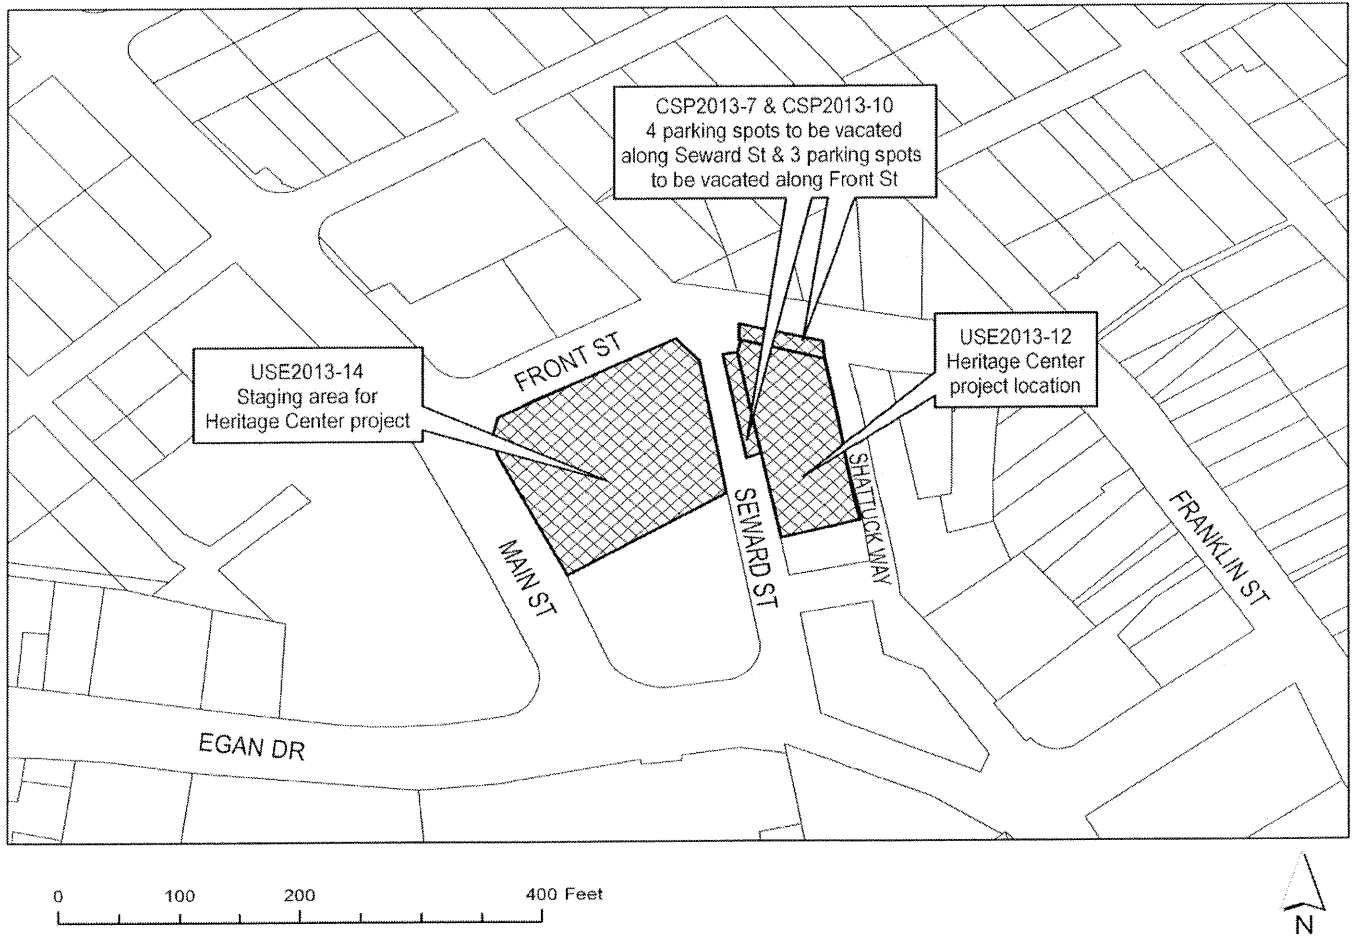 CSP2013-7 & CSP2013-10
4 parking spots to be vacated
along Seward St & 3 parking spots
to be vacated along Front St
USE2013-12
Heritage Center
project location
USE2013-14
Staging area for
Heritage Center project
FRONT ST
MAIN ST
SEWARD ST
SHATTUCK WAY
FRANKLIN ST
EGAN DR
0 100 200 400 Feet
N